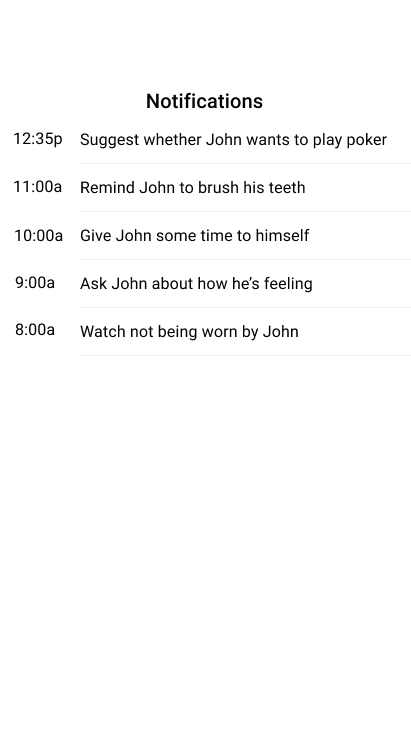 Notifications
12:35p Suggest whether John wants to play poker
11:00a Remind John to brush his teeth
10:00a Give John some time to himself
9:00a Ask John about how he’s feeling
8:00a Watch not being worn by John